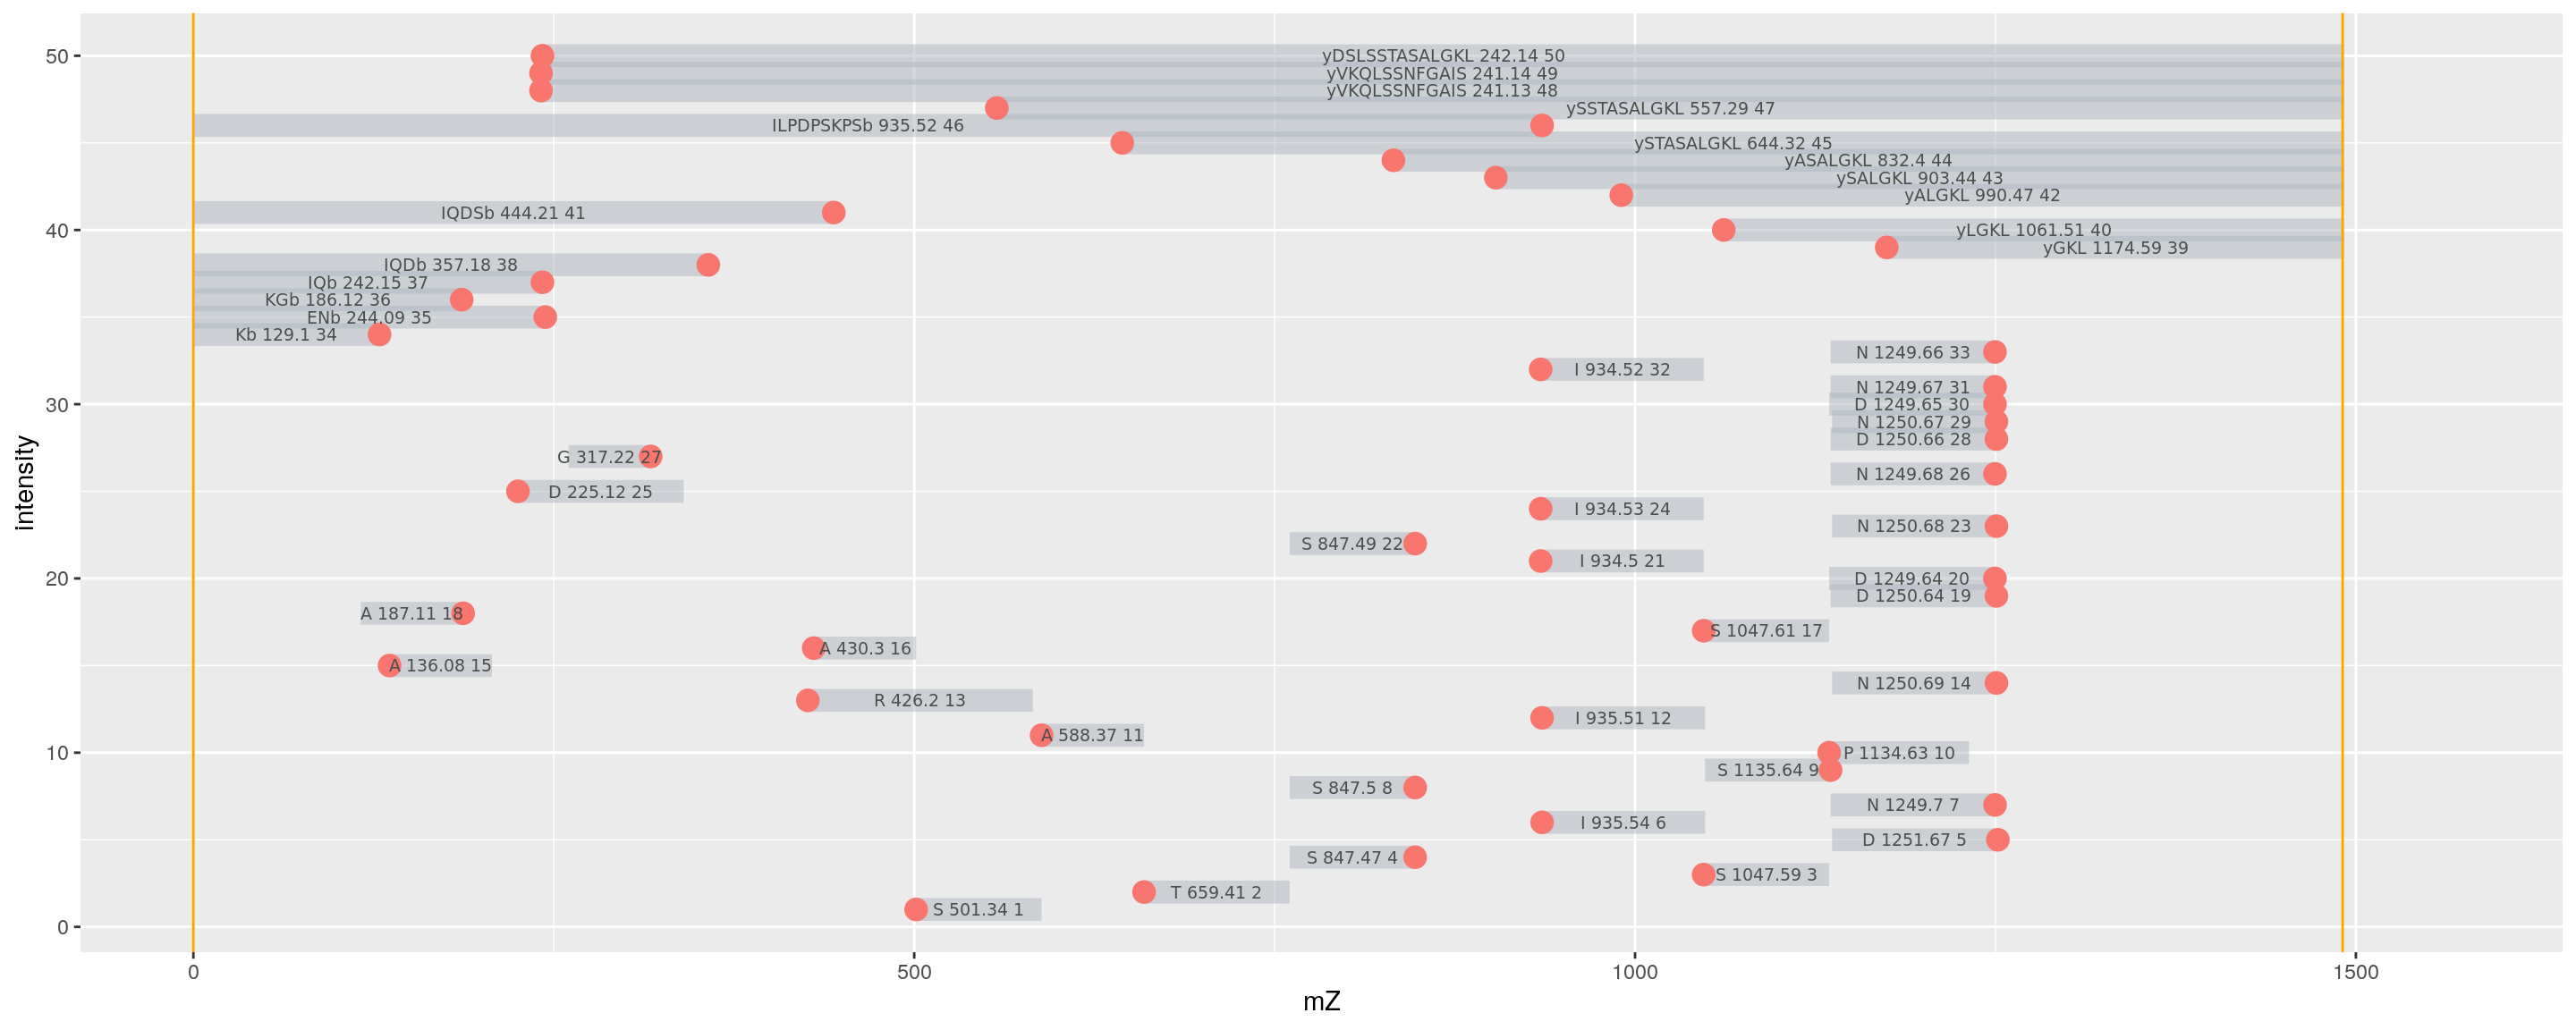 50
yDSLSSTASALGKL 242.14 50
yVKQLSSNFGAIS 241.14 49
yVKQLSSNFGAIS 241.13 48
ySSTASALGKL 557.29 47
ILPDPSKPSb 935.52 46
ySTASALGKL 644.32 45
yASALGKL 832.4 44
ySALGKL 903.44 43
yALGKL 990.47 42
IQDSb 444.21 41
40
yLGKL 1061.51 40
yGKL 1174.59 39
IQDb 357.18 38
IQb 242.15 37
KGb 186.12 36
ENb 244.09 35
Kb 129.1 34
N 1249.66 33
I 934.52 32
N 1249.67 31
30
D 1249.65 30
N 1250.67 29
D 1250.66 28
G 317.22 27
N 1249.68 26
D 225.12 25
I 934.53 24
N 1250.68 23
S 847.49 22
I 934.5 21
20
D 1249.64 20
D 1250.64 19
A 187.11 18
S 1047.61 17
A 430.3 16
A 136.08 15
N 1250.69 14
R 426.2 13
I 935.51 12
A 588.37 11
10
P 1134.63 10
S 1135.64 9
S 847.5 8
N 1249.7 7
I 935.54 6
D 1251.67 5
S 847.47 4
S 1047.59 3
T 659.41 2
S 501.34 1
0
intensity
0
500
1000
1500
mZ